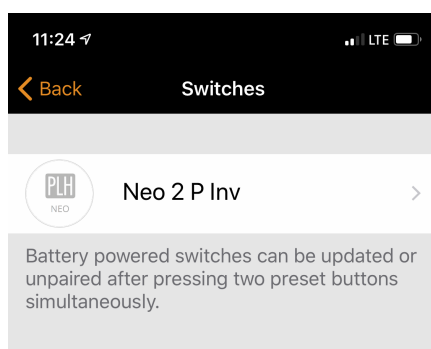 11:24
LTE
Back
Switches
PLH
NEO
Neo 2 P Inv
Battery powered switches can be updated or
unpaired after pressing two preset buttons
simultaneously.